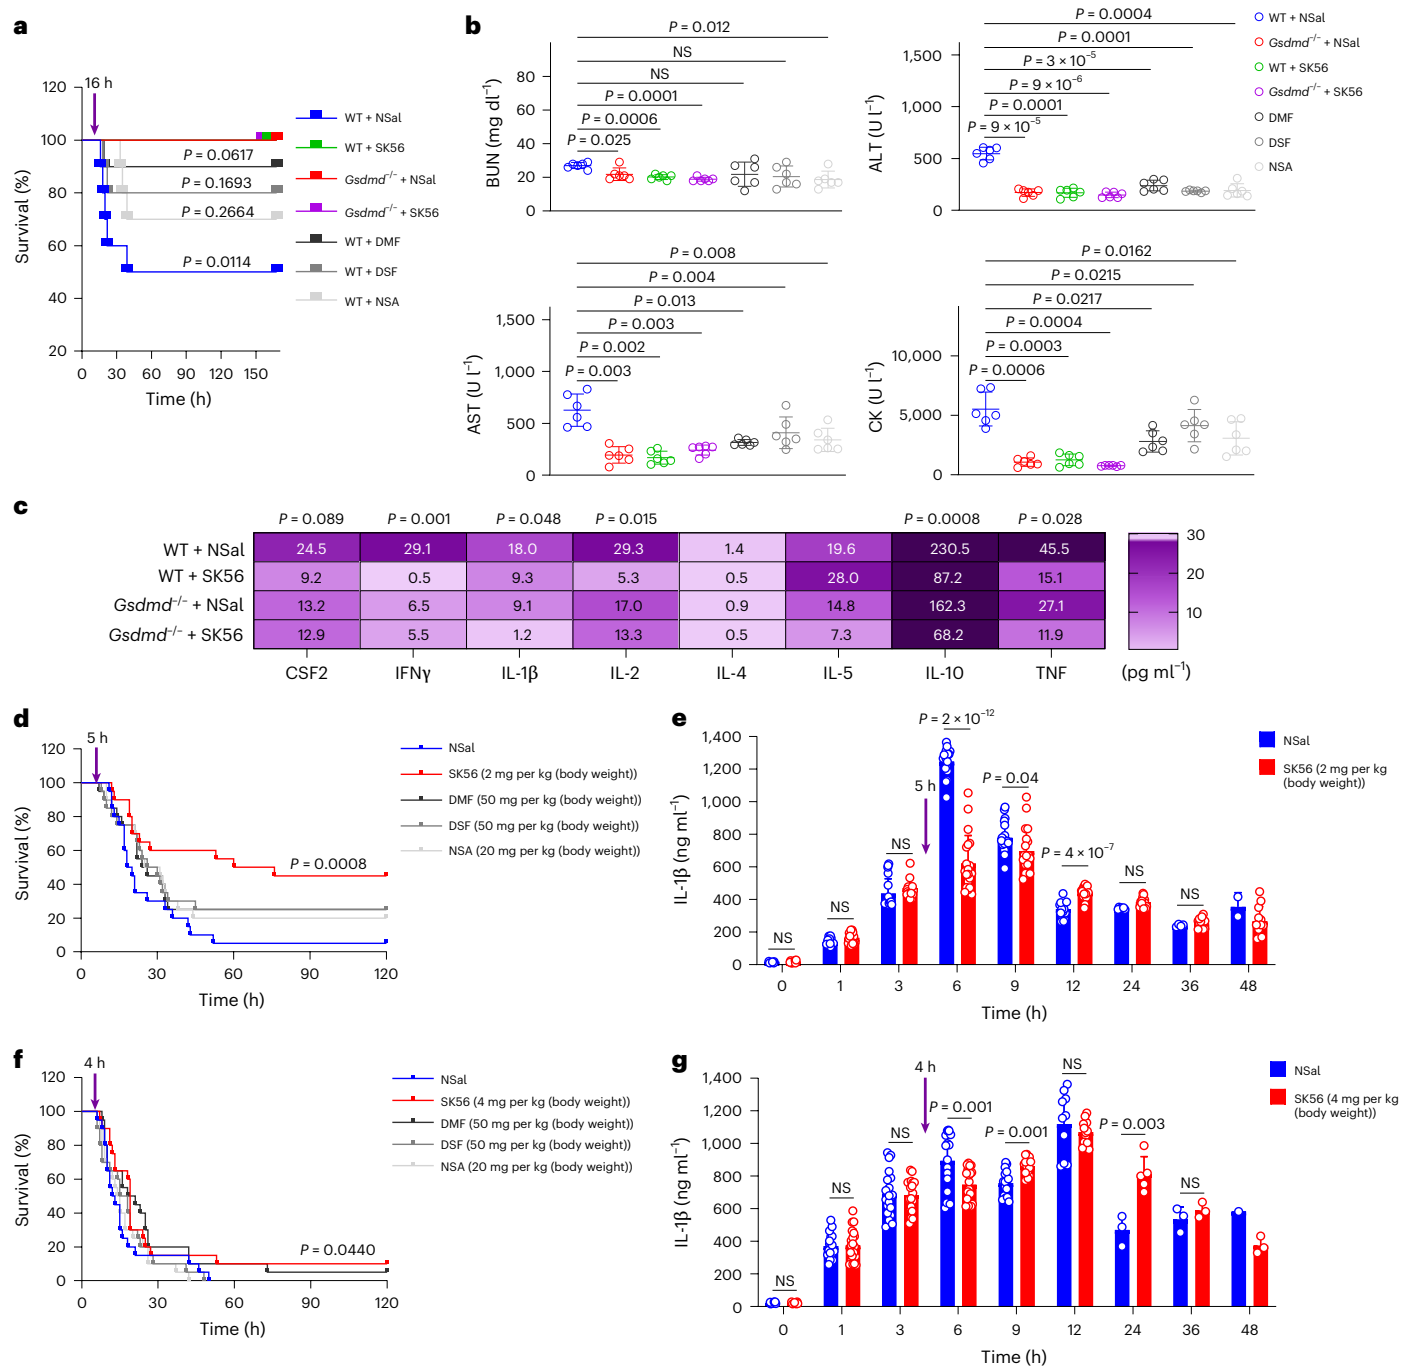 a
16 h
120
100
80
60
40
20
0 30 60 90 120 150
Survival (%)
Time (h)
P = 0.0617
P = 0.1693
P = 0.2664
P = 0.0114
WT + NSal
WT + SK56
Gsdmd−/− + NSal
Gsdmd−/− + SK56
WT + DMF
WT + DSF
WT + NSA
b
P = 0.012
NS
NS
P = 0.0001
P = 0.0006
P = 0.025
80
60
40
20
0
BUN (mg dl−1)
P = 0.0004
P = 0.0001
P = 3 × 10−5
P = 9 × 10−6
P = 0.0001
P = 9 × 10−5
1,500
1,000
500
0
ALT (U l−1)
WT + NSal
Gsdmd−/− + NSal
WT + SK56
Gsdmd−/− + SK56
DMF
DSF
NSA
P = 0.008
P = 0.004
P = 0.013
P = 0.003
P = 0.002
P = 0.003
1,500
1,000
500
0
AST (U l−1)
P = 0.0162
P = 0.0215
P = 0.0217
P = 0.0004
P = 0.0003
P = 0.0006
10,000
5,000
0
CK (U l−1)
c
P = 0.089 P = 0.001 P = 0.048 P = 0.015 P = 0.0008 P = 0.028
WT + NSal 24.5 29.1 18.0 29.3 1.4 19.6 230.5 45.5
WT + SK56 9.2 0.5 9.3 5.3 0.5 28.0 87.2 15.1
Gsdmd−/− + NSal 13.2 6.5 9.1 17.0 0.9 14.8 162.3 27.1
Gsdmd−/− + SK56 12.9 5.5 1.2 13.3 0.5 7.3 68.2 11.9
CSF2 IFNγ IL-1β IL-2 IL-4 IL-5 IL-10 TNF
30
20
10
(pg ml−1)
d
5 h
120
100
80
60
40
20
0
0 30 60 90 120
Survival (%)
Time (h)
P = 0.0008
NSal
SK56 (2 mg per kg (body weight))
DMF (50 mg per kg (body weight))
DSF (50 mg per kg (body weight))
NSA (20 mg per kg (body weight))
e
1,400
1,200
1,000
800
600
400
200
0
IL-1β (ng ml−1)
NS
NS
NS
5 h
P = 2 × 10−12
P = 0.04
P = 4 × 10−7
NS
NS
0 1 3 6 9 12 24 36 48
Time (h)
NSal
SK56 (2 mg per kg
(body weight))
f
4 h
120
100
80
60
40
20
0
0 30 60 90 120
Survival (%)
Time (h)
P = 0.0440
NSal
SK56 (4 mg per kg (body weight))
DMF (50 mg per kg (body weight))
DSF (50 mg per kg (body weight))
NSA (20 mg per kg (body weight))
g
1,400
1,200
1,000
800
600
400
200
0
IL-1β (ng ml−1)
NS
NS
NS
4 h
P = 0.001
P = 0.001
NS
P = 0.003
NS
0 1 3 6 9 12 24 36 48
Time (h)
NSal
SK56 (4 mg per kg
(body weight))